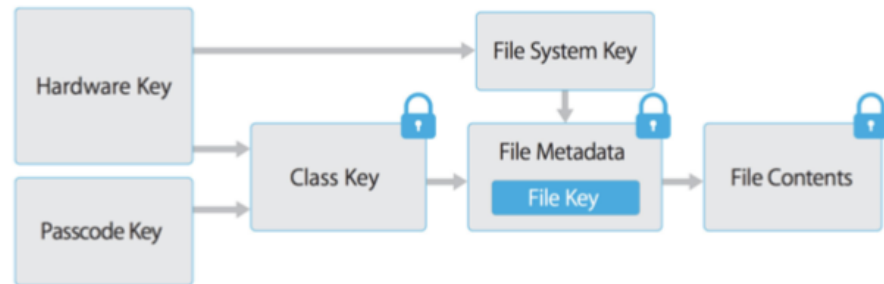 Hardware Key
File System Key
Class Key
File Metadata
File Key
File Contents
Passcode Key